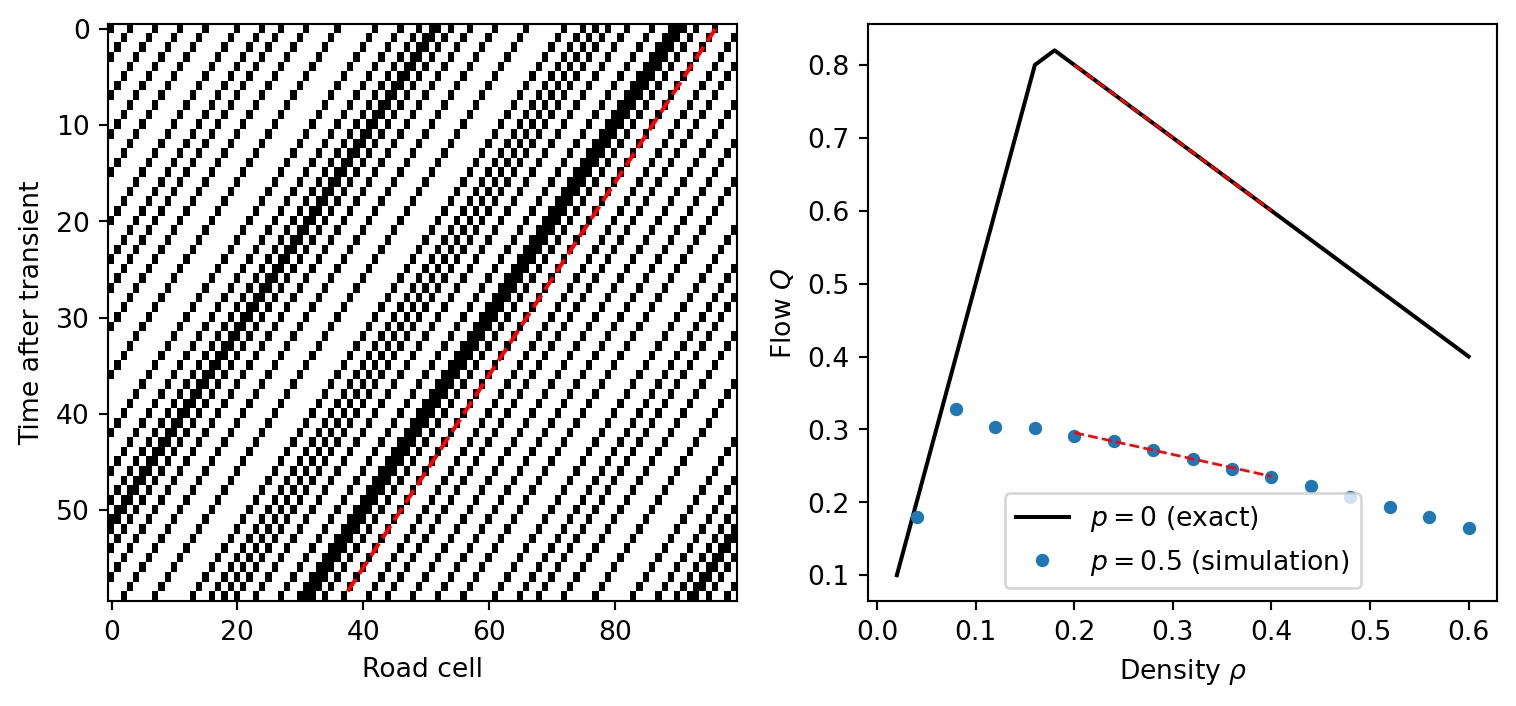 0
10
20
30
40
50
Time after transient
0 20 40 60 80
Road cell
0.8
0.7
0.6
0.5
0.4
0.3
0.2
0.1
Flow Q
p = 0 (exact)
p = 0.5 (simulation)
0.0 0.1 0.2 0.3 0.4 0.5 0.6
Density ρ